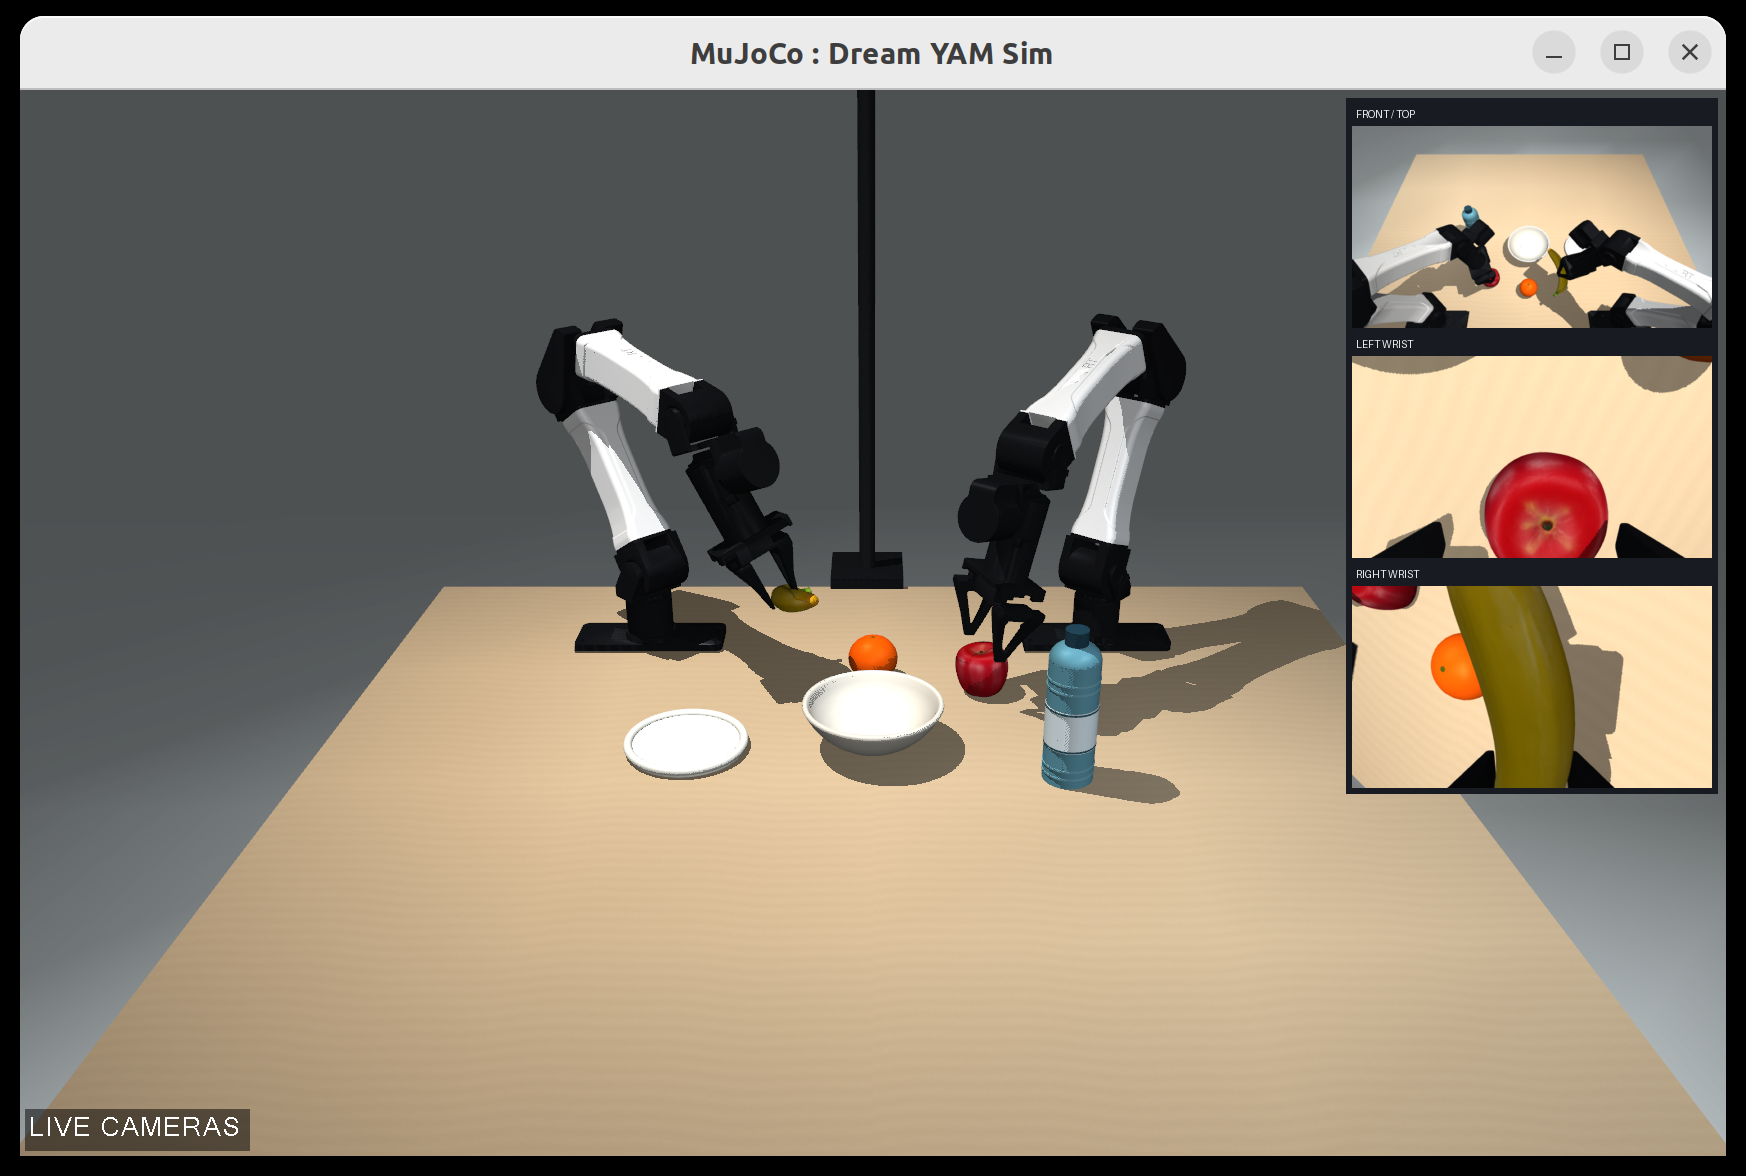 MuJoCo : Dream YAM Sim
FRONT / TOP
LEFT WRIST
RIGHT WRIST
LIVE CAMERAS